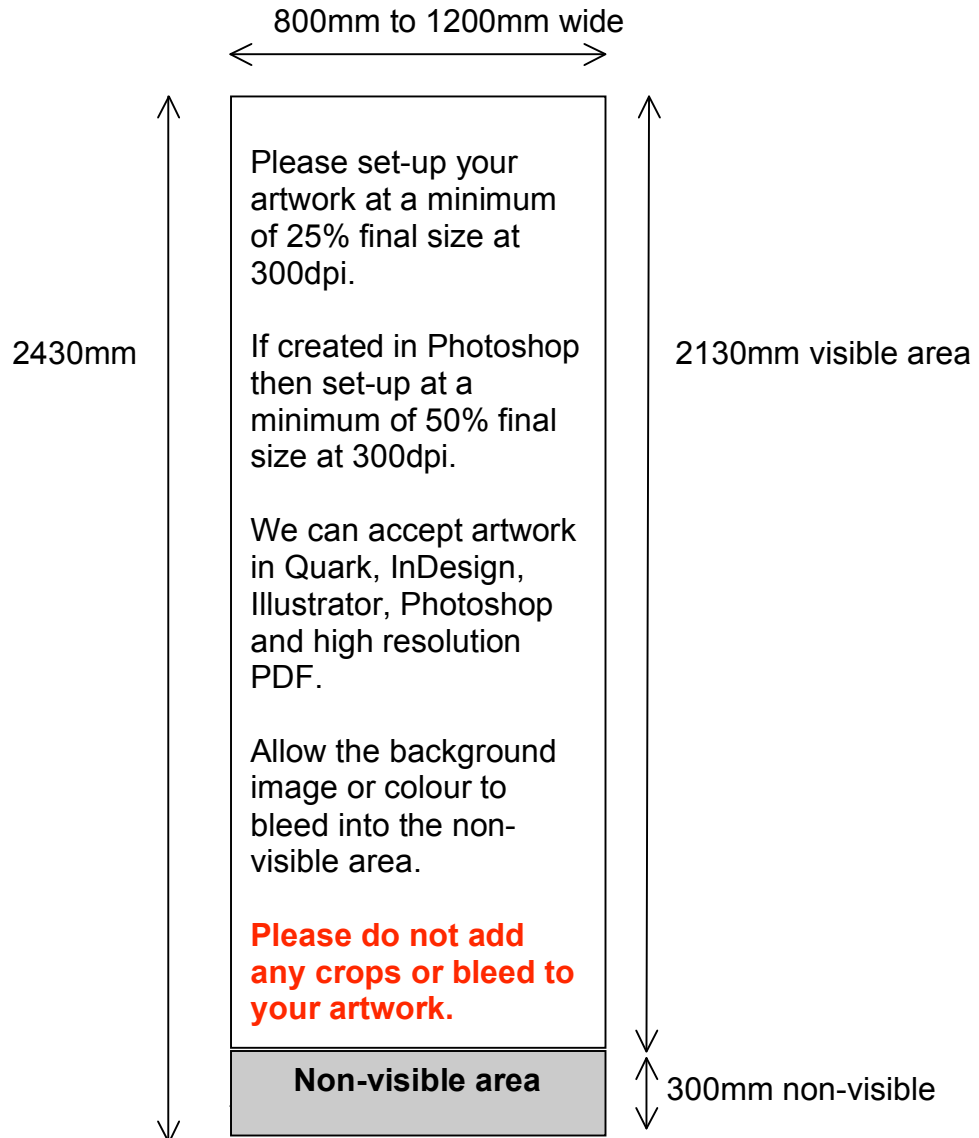 800mm to 1200mm wide
Please set-up your
artwork at a minimum
of 25% final size at
300dpi.
2430mm
If created in Photoshop
then set-up at a
minimum of 50% final
size at 300dpi.
2130mm visible area
We can accept artwork
in Quark, InDesign,
Illustrator, Photoshop
and high resolution
PDF.
Allow the background
image or colour to
bleed into the non-
visible area.
Please do not add
any crops or bleed to
your artwork.
Non-visible area
300mm non-visible